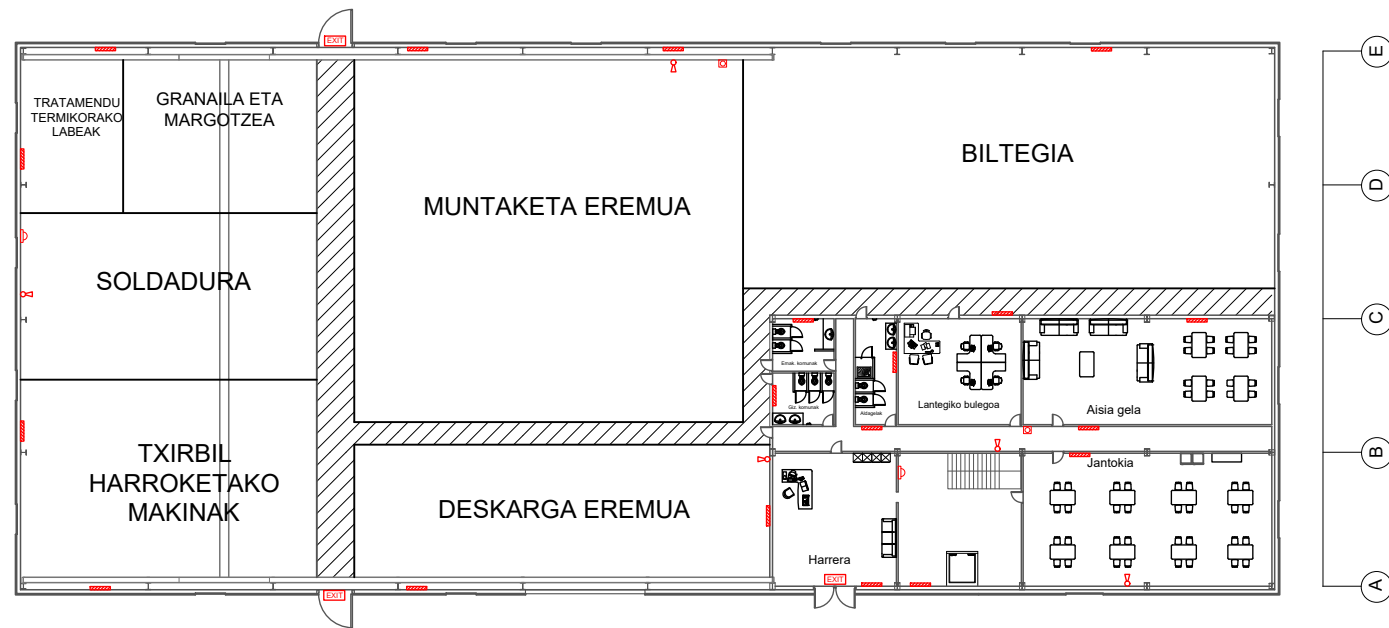 EXIT
E
TRATAMENDU
TERMIKORAKO
LABEAK
GRANAILA ETA
MARGOTZEA
BILTEGIA
D
MUNTAKETA EREMUA
SOLDADURA
C
Emak. komunak
Giz. komunak
Aldagelak
Lantegiko bulegoa
Aisia gela
B
TXIRBIL
HARROKETAKO
MAKINAK
DESKARGA EREMUA
Jantokia
Harrera
EXIT
EXIT
A